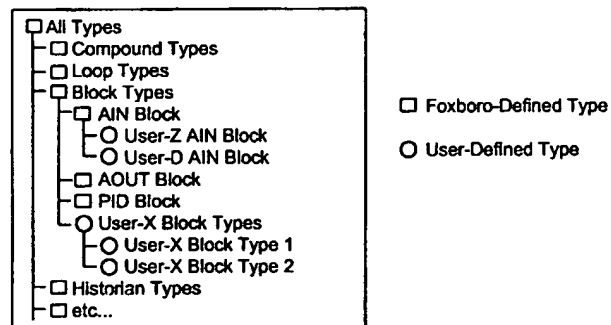 All Types
Compound Types
Loop Types
Block Types
AIN Block
User-Z AIN Block
User-D AIN Block
AOUT Block
PID Block
User-X Block Types
User-X Block Type 1
User-X Block Type 2
Historian Types
etc...
Foxboro-Defined Type
User-Defined Type